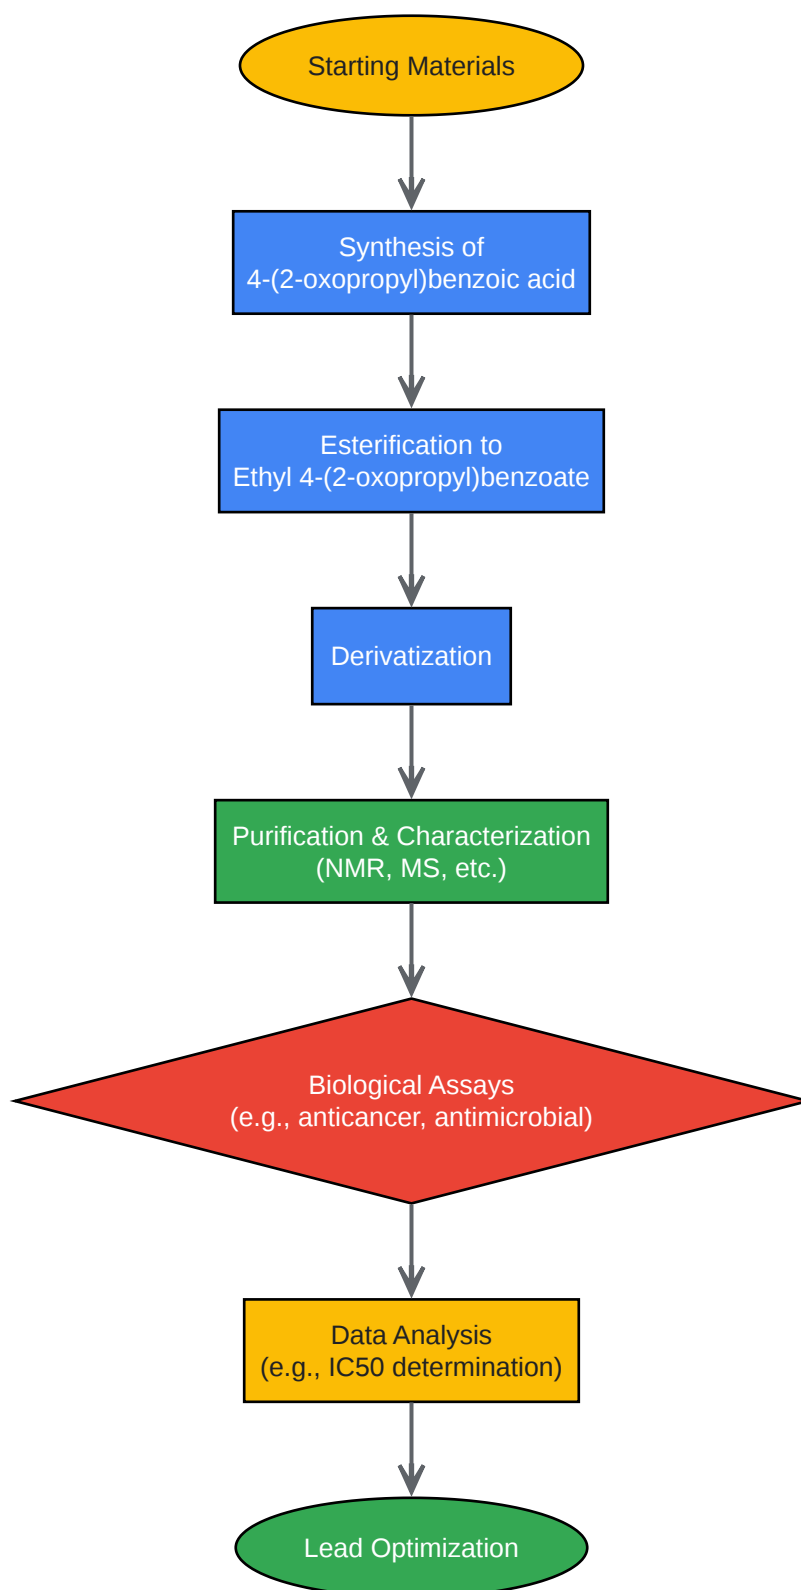 Starting Materials
Synthesis of
4-(2-oxopropyl)benzoic acid
Esterification to
Ethyl 4-(2-oxopropyl)benzoate
Derivatization
Purification & Characterization
(NMR, MS, etc.)
Biological Assays
(e.g., anticancer, antimicrobial)
Data Analysis
(e.g., IC50 determination)
Lead Optimization